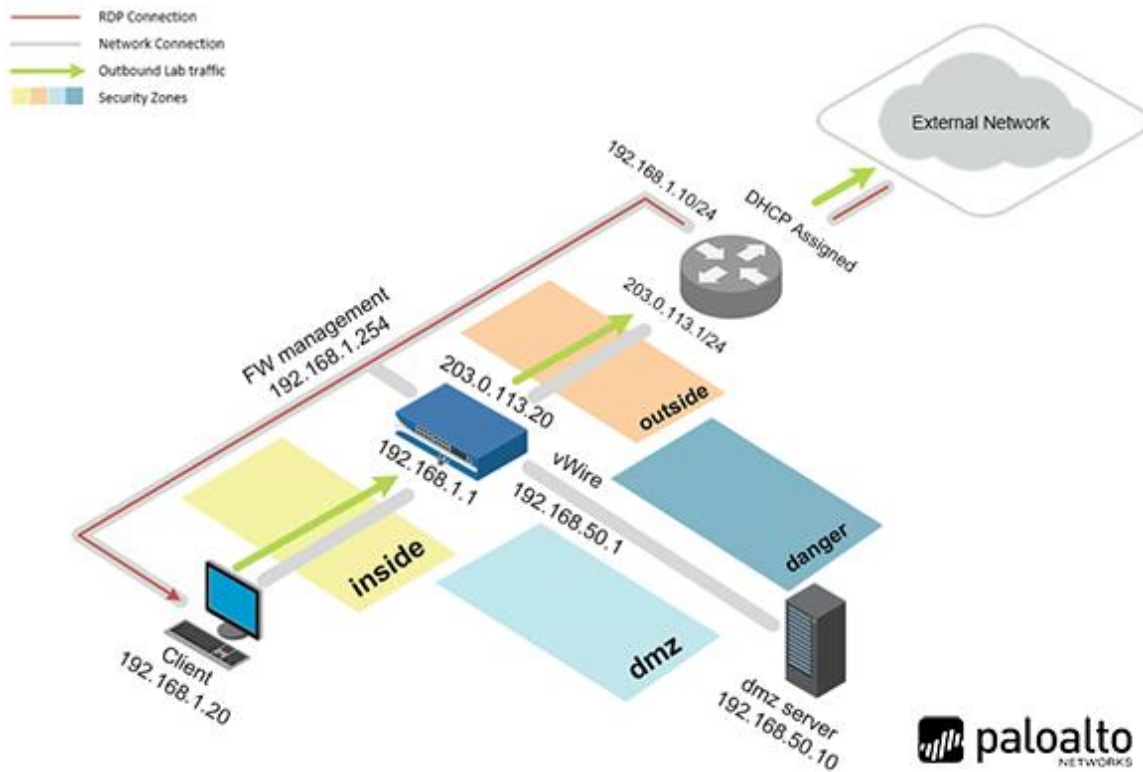 RDP Connection
Network Connection
Outbound Lab traffic
Security Zones
External Network
192.168.1.10/24
DHCP Assigned
203.0.113.1/24
FW management
192.168.1.254
203.0.113.20
outside
192.168.1.1
vWire
192.168.50.1
danger
inside
dmz
Client
192.168.1.20
dmz server
192.168.50.10
paloalto
NETWORKS